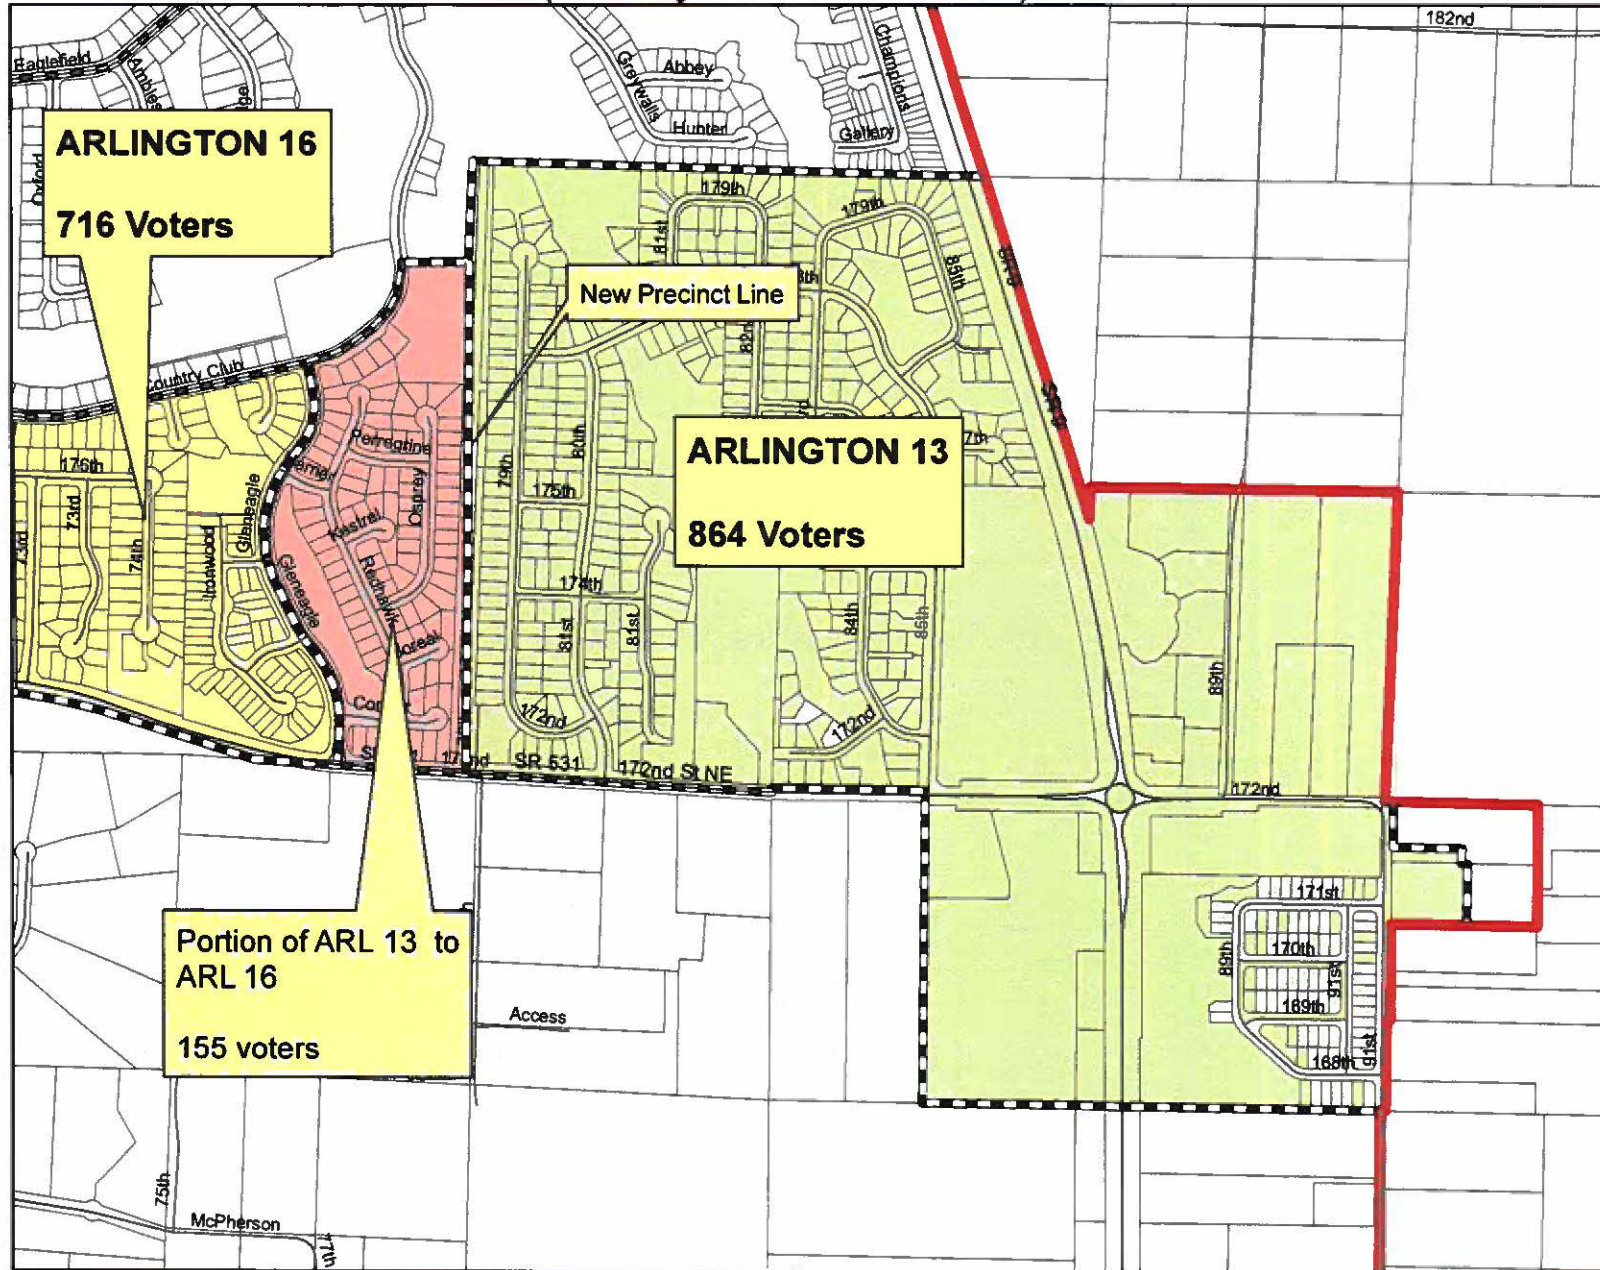 182nd
Eaglefield
Abbey
Greywalls
Champions
Hunter
Gallery
Oxford
ARLINGTON 16
716 Voters
179th
179th
81st
85th
New Precinct Line
Country Club
ARLINGTON 13
864 Voters
Perregrine
Osprey
Kestrel
Redhawk
176th
73rd
73rd
74th
Ironwood
Gleneagle
Gleneagle
79th
80th
175th
174th
81st
81st
84th
85th
89th
172nd
172nd
SR 531
172nd St NE
172nd
Portion of ARL 13 to
ARL 16
155 voters
Access
171st
170th
169th
168th
89th
91st
91st
75th
McPherson
77th